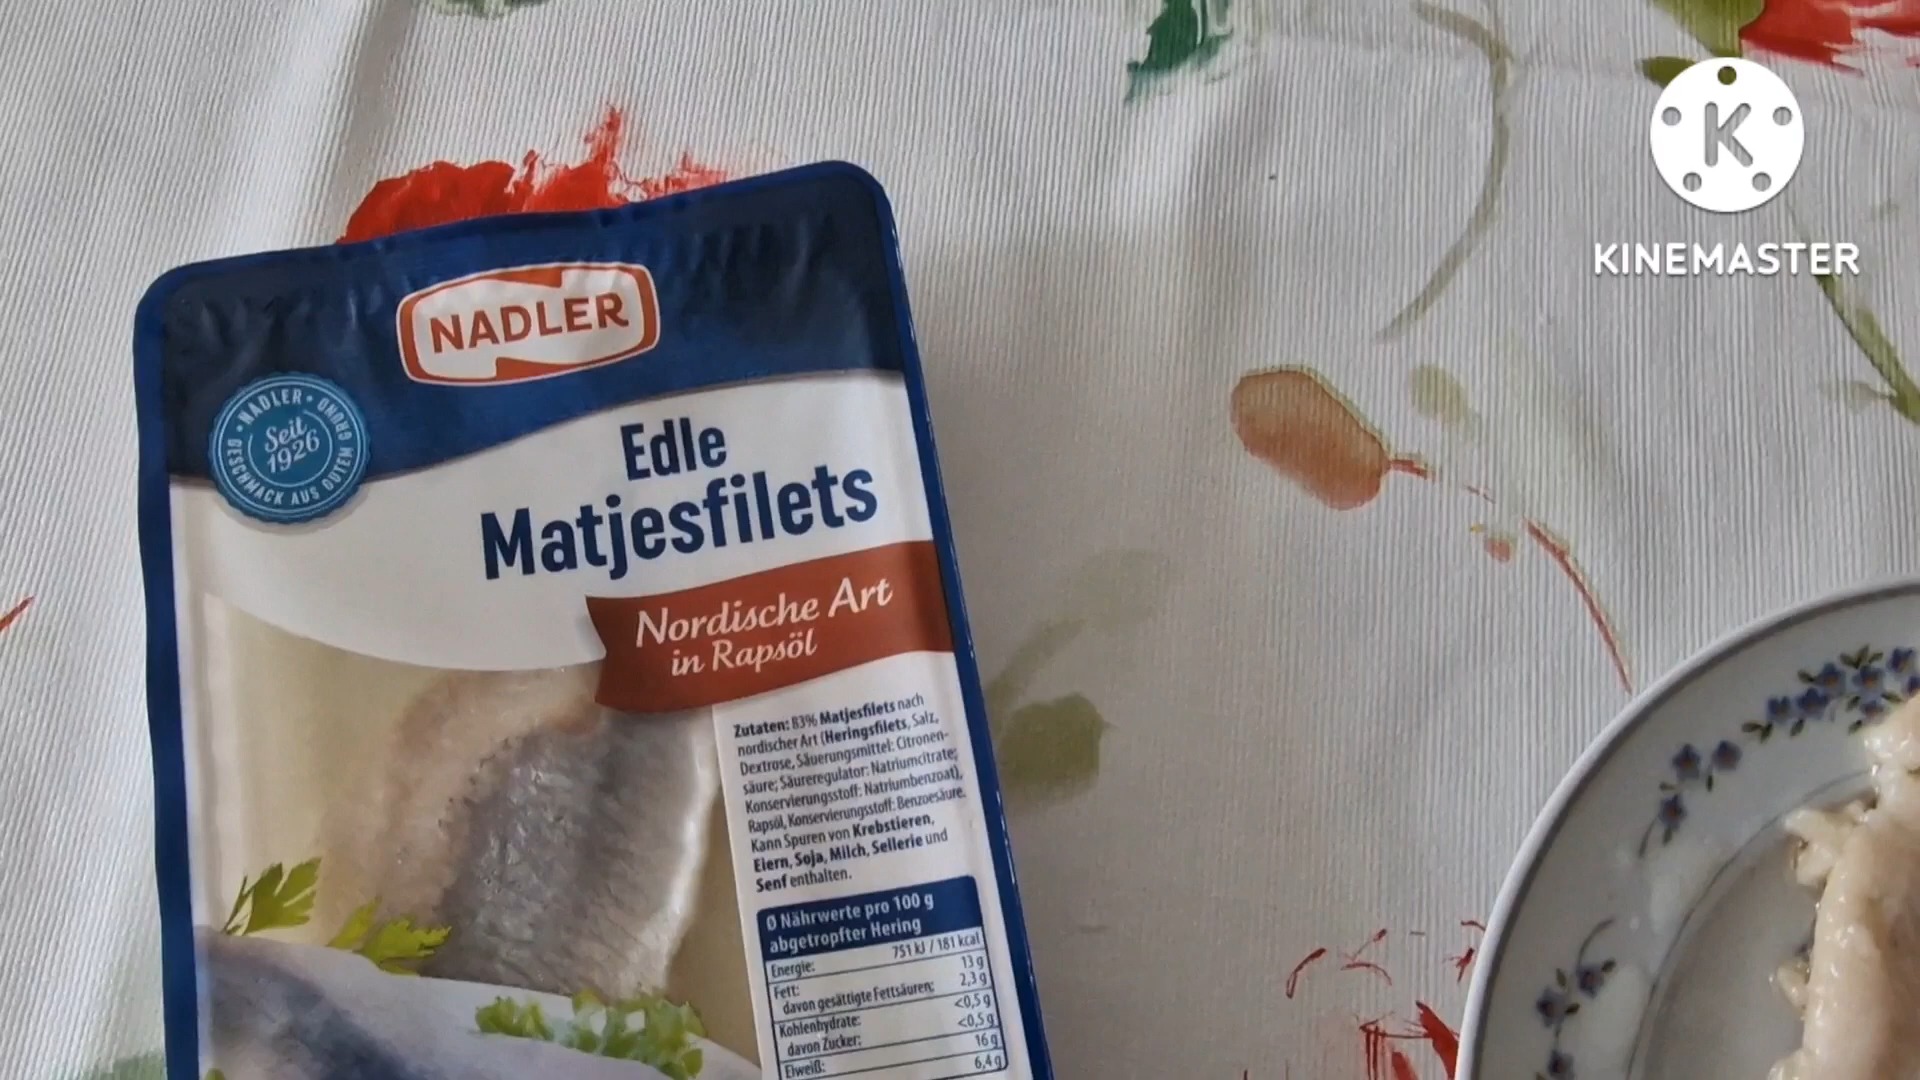 KINEMASTER
NADLER
NADLER • GESCHMACK AUS GUTEM GRUND •
Seit
1926
Edle
Matjesfilets
Nordische Art
in Rapsöl
Zutaten: 83% Matjesfilets nach
nordischer Art (Heringsfilets, Salz,
Dextrose, Säuerungsmittel: Citronen-
säure; Säureregulator: Natriumcitrate;
Konservierungsstoff: Natriumbenzoat),
Rapsöl, Konservierungsstoff: Benzoesäure.
Kann Spuren von Krebstieren,
Eiern, Soja, Milch, Sellerie und
Senf enthalten.
Ø Nährwerte pro 100 g
abgetropfter Hering
Energie: 751 kJ / 181 kcal
Fett: 13 g
davon gesättigte Fettsäuren: 2,3 g
Kohlenhydrate: <0,5 g
davon Zucker: <0,5 g
Eiweiß: 16 g
6,4 g